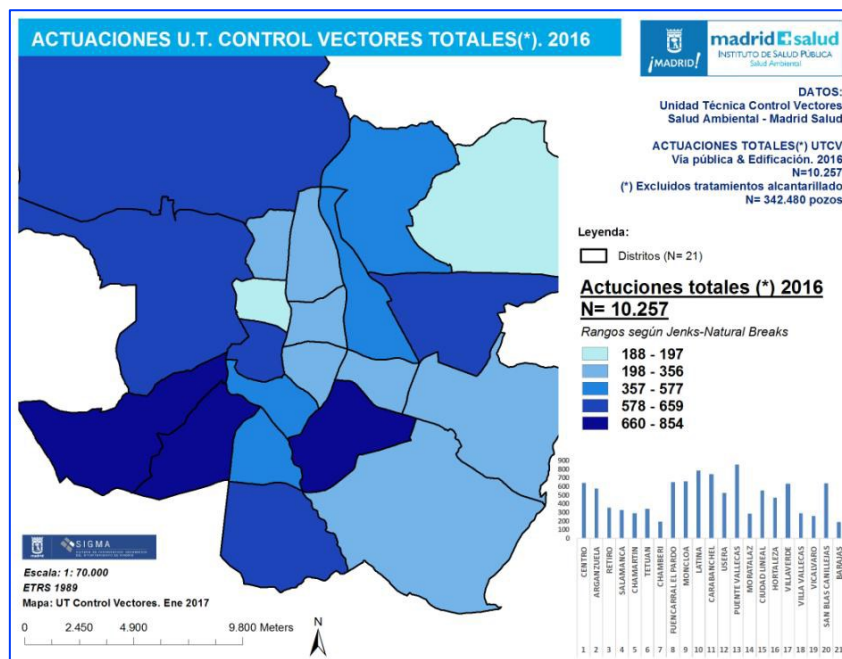 ACTUACIONES U.T. CONTROL VECTORES TOTALES(*). 2016
¡MADRID!
madrid salud
INSTITUTO DE SALUD PÚBLICA
Salud Ambiental
DATOS:
Unidad Técnica Control Vectores
Salud Ambiental - Madrid Salud
ACTUACIONES TOTALES(*) UTCV
Vía pública & Edificación. 2016
N=10.257
(*) Excluidos tratamientos alcantarillado
N= 342.480 pozos
Leyenda:
Distritos (N= 21)
Actuciones totales (*) 2016
N= 10.257
Rangos según Jenks-Natural Breaks
188 - 197
198 - 356
357 - 577
578 - 659
660 - 854
900
800
700
600
500
400
300
200
100
0
CENTRO
ARGANZUELA
RETIRO
SALAMANCA
CHAMARTIN
TETUAN
CHAMBERI
FUENCARRAL EL PARDO
MONCLOA
LATINA
CARABANCHEL
USERA
PUENTE VALLECAS
MORATALAZ
CIUDAD LINEAL
HORTALEZA
VILLAVERDE
VILLA VALLECAS
VICALVARO
SAN BLAS CANILLEJAS
BARAJAS
1 2 3 4 5 6 7 8 9 10 11 12 13 14 15 16 17 18 19 20 21
SIGMA
Escala: 1: 70.000
ETRS 1989
Mapa: UT Control Vectores. Ene 2017
0 2.450 4.900 9.800 Meters
N